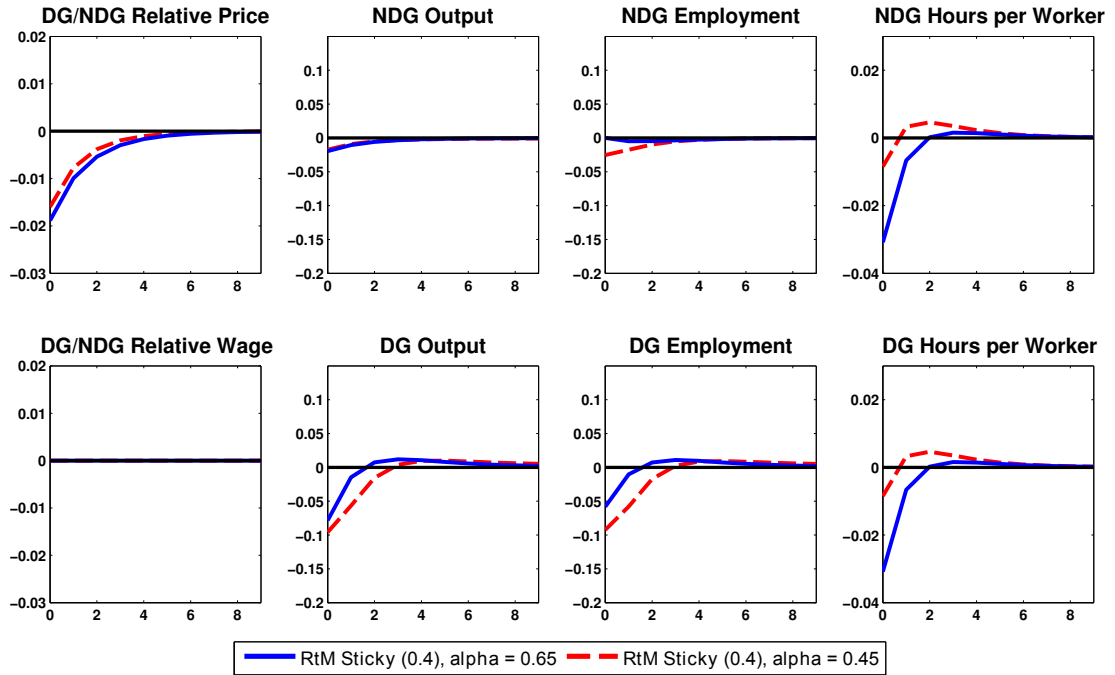 DG/NDG Relative Price
NDG Output
NDG Employment
NDG Hours per Worker
0.02
0.01
0
−0.01
−0.02
−0.03
0 2 4 6 8
0.1
0.05
0
−0.05
−0.1
−0.15
−0.2
0 2 4 6 8
0.1
0.05
0
−0.05
−0.1
−0.15
−0.2
0 2 4 6 8
0.02
0
−0.02
−0.04
0 2 4 6 8
DG/NDG Relative Wage
DG Output
DG Employment
DG Hours per Worker
0.02
0.01
0
−0.01
−0.02
−0.03
0 2 4 6 8
0.1
0.05
0
−0.05
−0.1
−0.15
−0.2
0 2 4 6 8
0.1
0.05
0
−0.05
−0.1
−0.15
−0.2
0 2 4 6 8
0.02
0
−0.02
−0.04
0 2 4 6 8
RtM Sticky (0.4), alpha = 0.65
RtM Sticky (0.4), alpha = 0.45